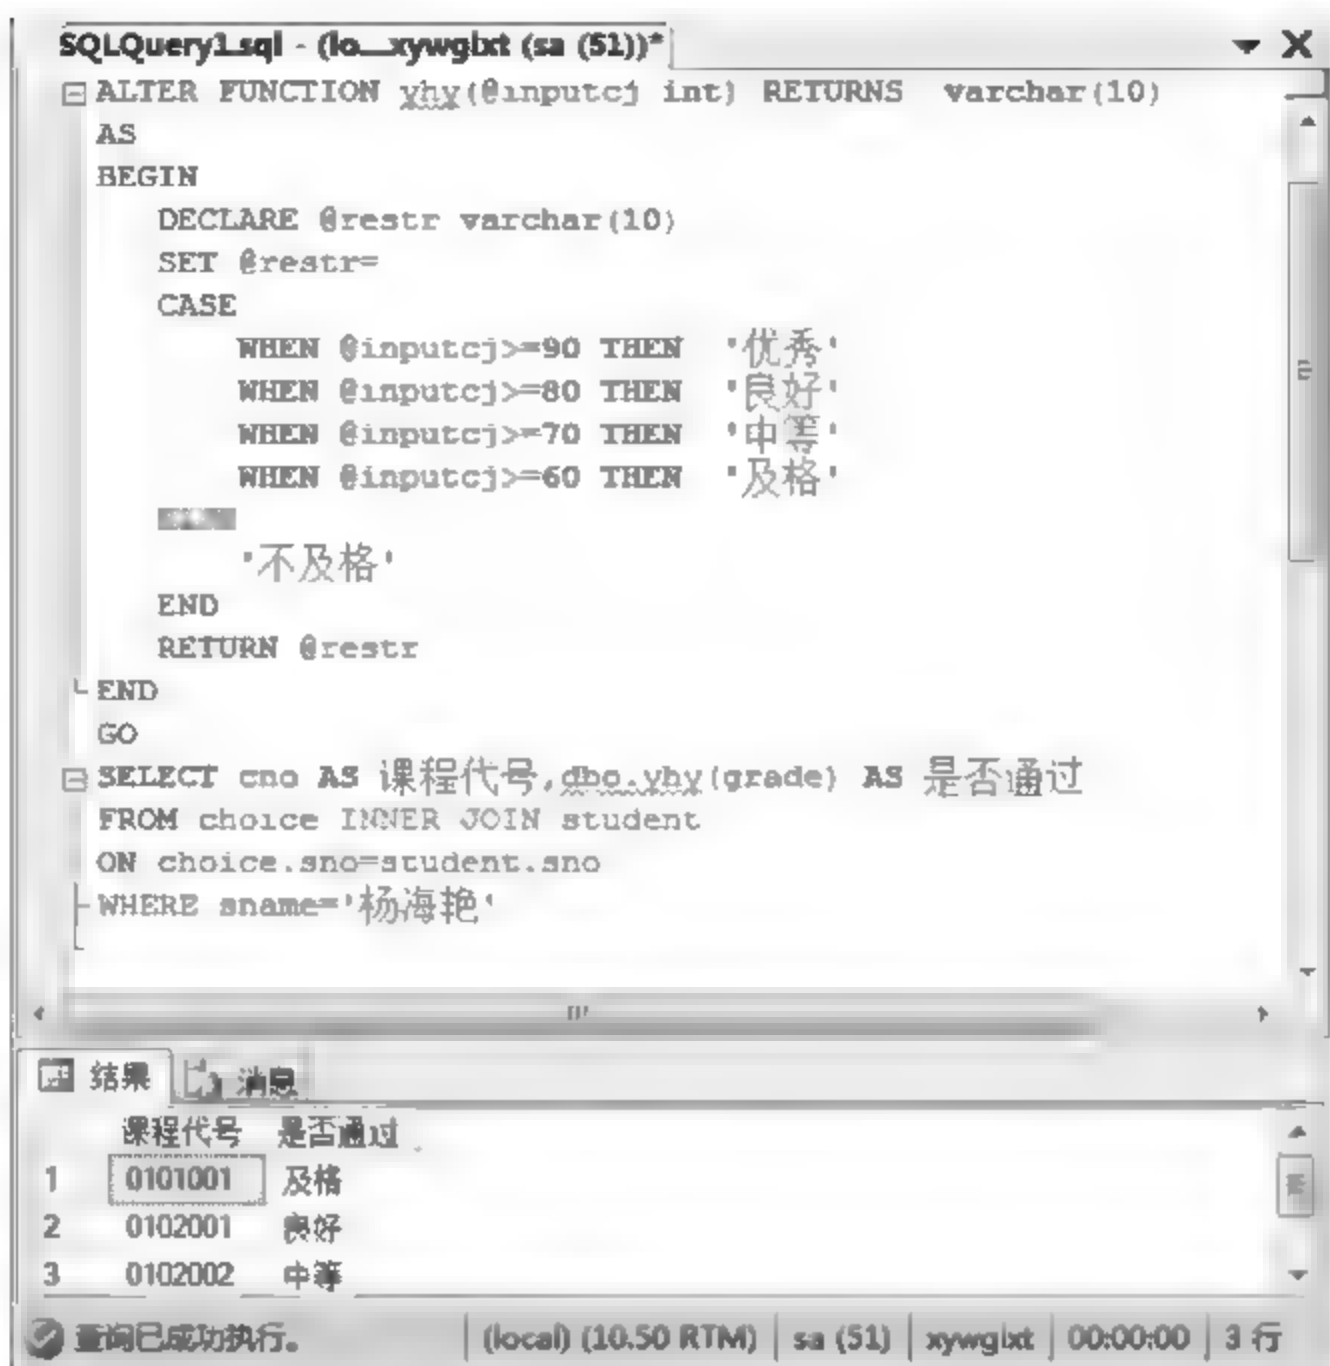 SQLQuery1.sql - (lo...xywglxt (sa (51))*
ALTER FUNCTION yhy(@inputcj int) RETURNS varchar(10)
AS
BEGIN
DECLARE @restr varchar(10)
SET @restr=
CASE
WHEN @inputcj>=90 THEN '优秀'
WHEN @inputcj>=80 THEN '良好'
WHEN @inputcj>=70 THEN '中等'
WHEN @inputcj>=60 THEN '及格'
'不及格'
END
RETURN @restr
END
GO
SELECT cno AS 课程代号,dbo.yhy(grade) AS 是否通过
FROM choice INNER JOIN student
ON choice.sno=student.sno
WHERE sname='杨海艳'
结果 消息
课程代号 是否通过
1 0101001 及格
2 0102001 良好
3 0102002 中等
查询已成功执行。 (local) (10.50 RTM) sa (51) xywglxt 00:00:00 3 行